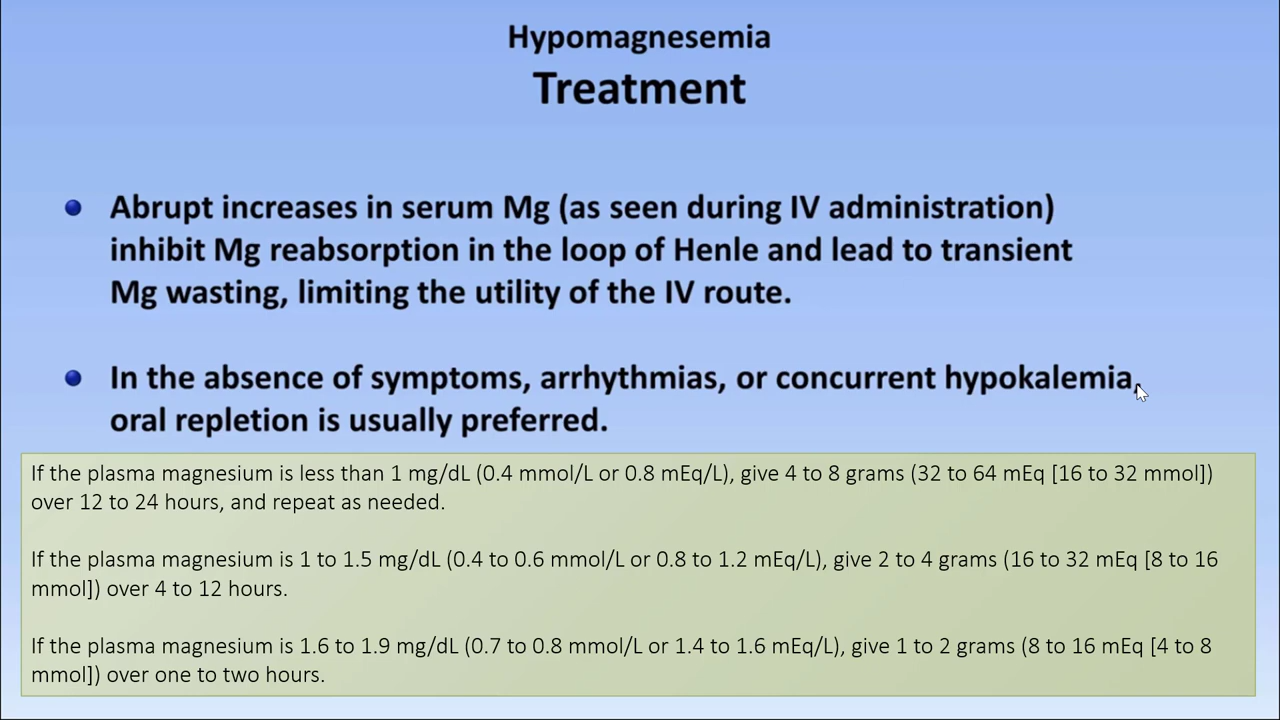 Hypomagnesemia
Treatment
Abrupt increases in serum Mg (as seen during IV administration)
inhibit Mg reabsorption in the loop of Henle and lead to transient
Mg wasting, limiting the utility of the IV route.
In the absence of symptoms, arrhythmias, or concurrent hypokalemia,
oral repletion is usually preferred.
If the plasma magnesium is less than 1 mg/dL (0.4 mmol/L or 0.8 mEq/L), give 4 to 8 grams (32 to 64 mEq [16 to 32 mmol])
over 12 to 24 hours, and repeat as needed.
If the plasma magnesium is 1 to 1.5 mg/dL (0.4 to 0.6 mmol/L or 0.8 to 1.2 mEq/L), give 2 to 4 grams (16 to 32 mEq [8 to 16
mmol]) over 4 to 12 hours.
If the plasma magnesium is 1.6 to 1.9 mg/dL (0.7 to 0.8 mmol/L or 1.4 to 1.6 mEq/L), give 1 to 2 grams (8 to 16 mEq [4 to 8
mmol]) over one to two hours.